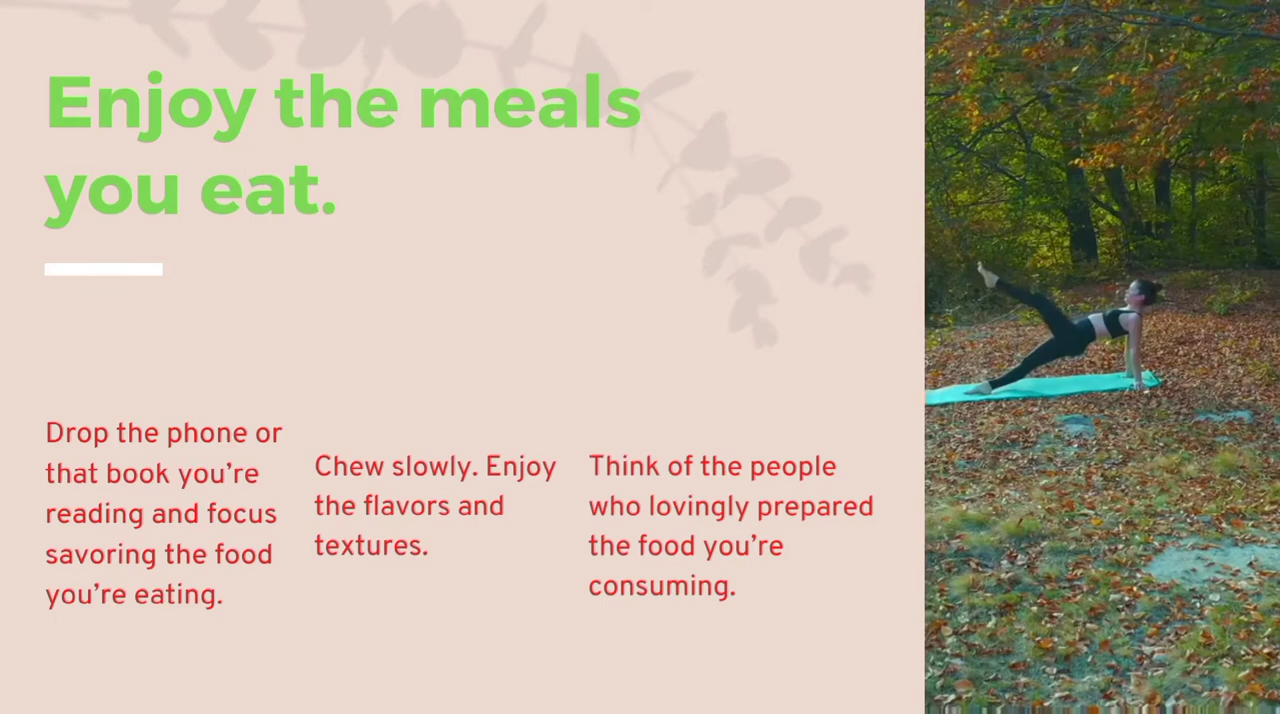 Enjoy the meals
you eat.
Drop the phone or
that book you’re
reading and focus
savoring the food
you’re eating.
Chew slowly. Enjoy
the flavors and
textures.
Think of the people
who lovingly prepared
the food you’re
consuming.